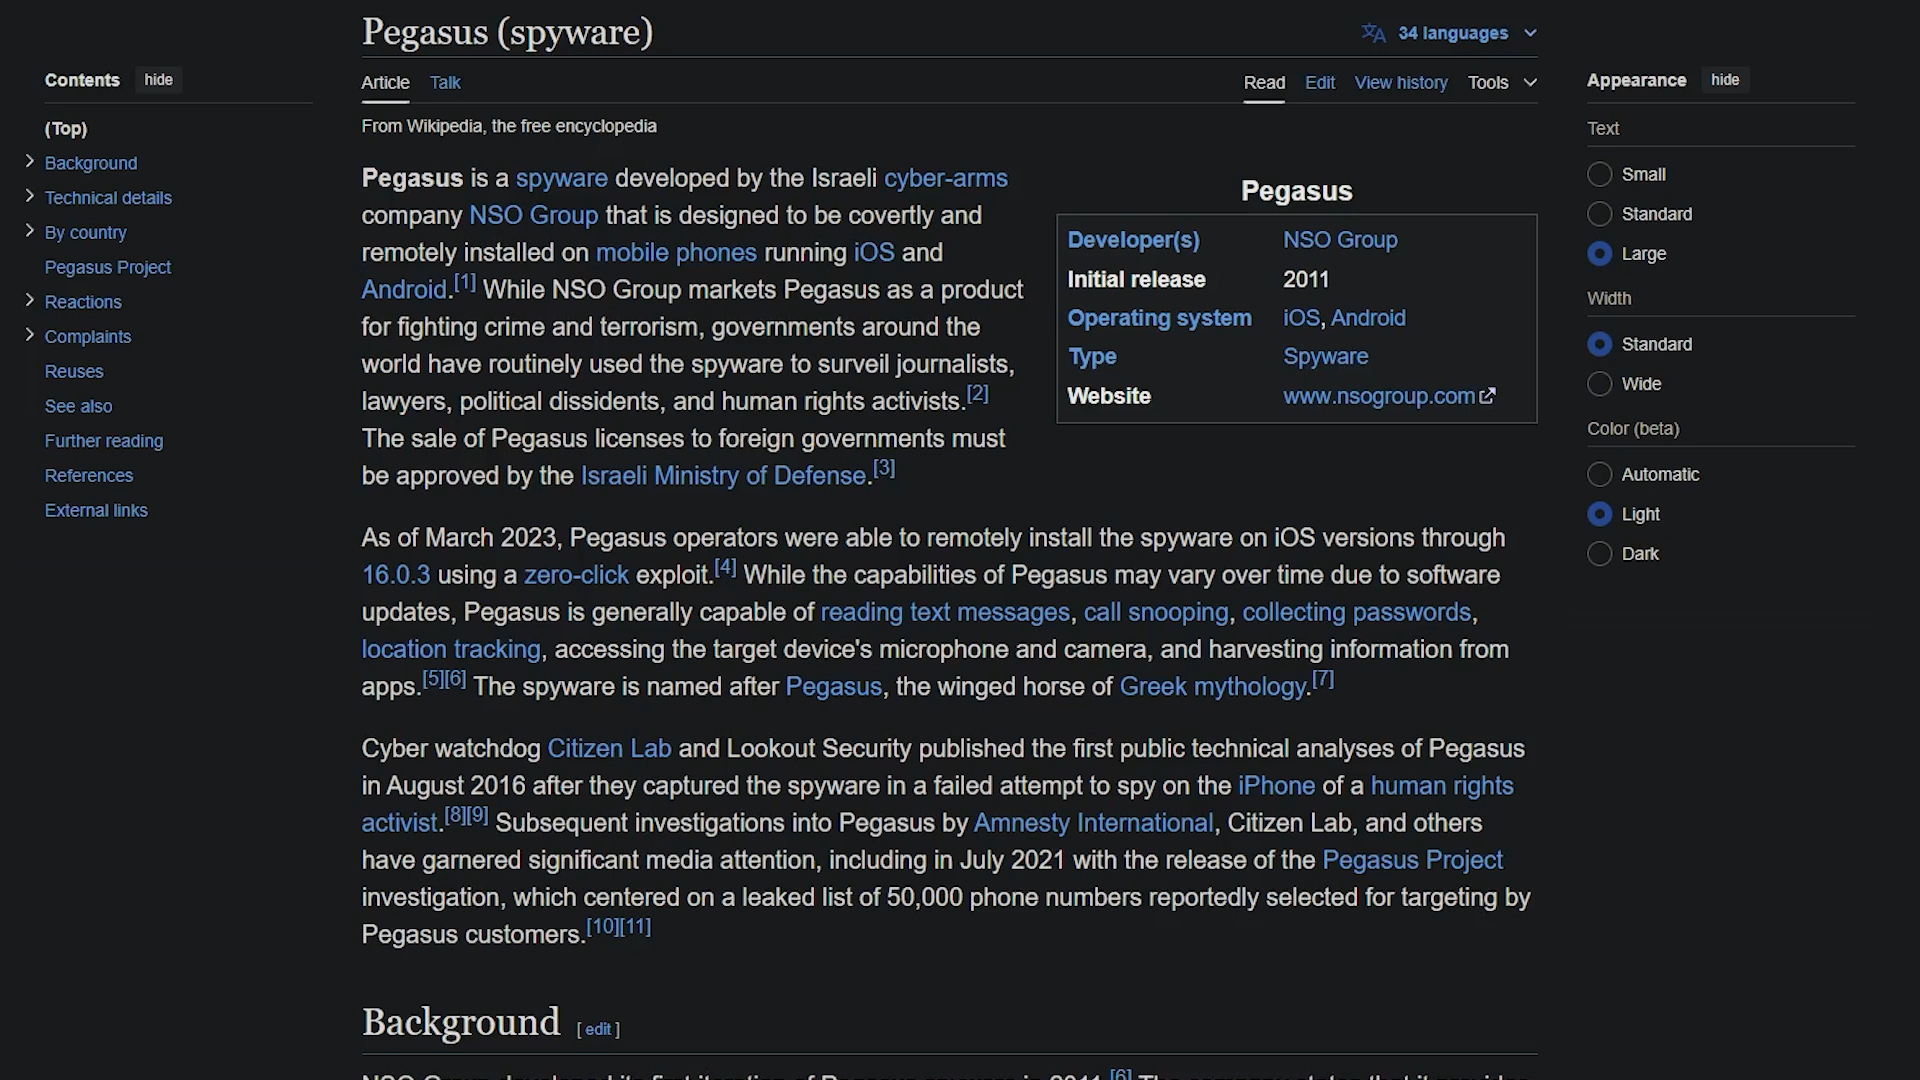 Pegasus (spyware)
34 languages
Contents hide
(Top)
Background
Technical details
By country
Pegasus Project
Reactions
Complaints
Reuses
See also
Further reading
References
External links
Article Talk
Read Edit View history Tools
From Wikipedia, the free encyclopedia
Pegasus is a spyware developed by the Israeli cyber-arms
company NSO Group that is designed to be covertly and
remotely installed on mobile phones running iOS and
Android.[1] While NSO Group markets Pegasus as a product
for fighting crime and terrorism, governments around the
world have routinely used the spyware to surveil journalists,
lawyers, political dissidents, and human rights activists.[2]
The sale of Pegasus licenses to foreign governments must
be approved by the Israeli Ministry of Defense.[3]
Pegasus
Developer(s) NSO Group
Initial release 2011
Operating system iOS, Android
Type Spyware
Website www.nsogroup.com
As of March 2023, Pegasus operators were able to remotely install the spyware on iOS versions through
16.0.3 using a zero-click exploit.[4] While the capabilities of Pegasus may vary over time due to software
updates, Pegasus is generally capable of reading text messages, call snooping, collecting passwords,
location tracking, accessing the target device's microphone and camera, and harvesting information from
apps.[5][6] The spyware is named after Pegasus, the winged horse of Greek mythology.[7]
Cyber watchdog Citizen Lab and Lookout Security published the first public technical analyses of Pegasus
in August 2016 after they captured the spyware in a failed attempt to spy on the iPhone of a human rights
activist.[8][9] Subsequent investigations into Pegasus by Amnesty International, Citizen Lab, and others
have garnered significant media attention, including in July 2021 with the release of the Pegasus Project
investigation, which centered on a leaked list of 50,000 phone numbers reportedly selected for targeting by
Pegasus customers.[10][11]
Background [ edit ]
Appearance hide
Text
Small
Standard
Large
Width
Standard
Wide
Color (beta)
Automatic
Light
Dark